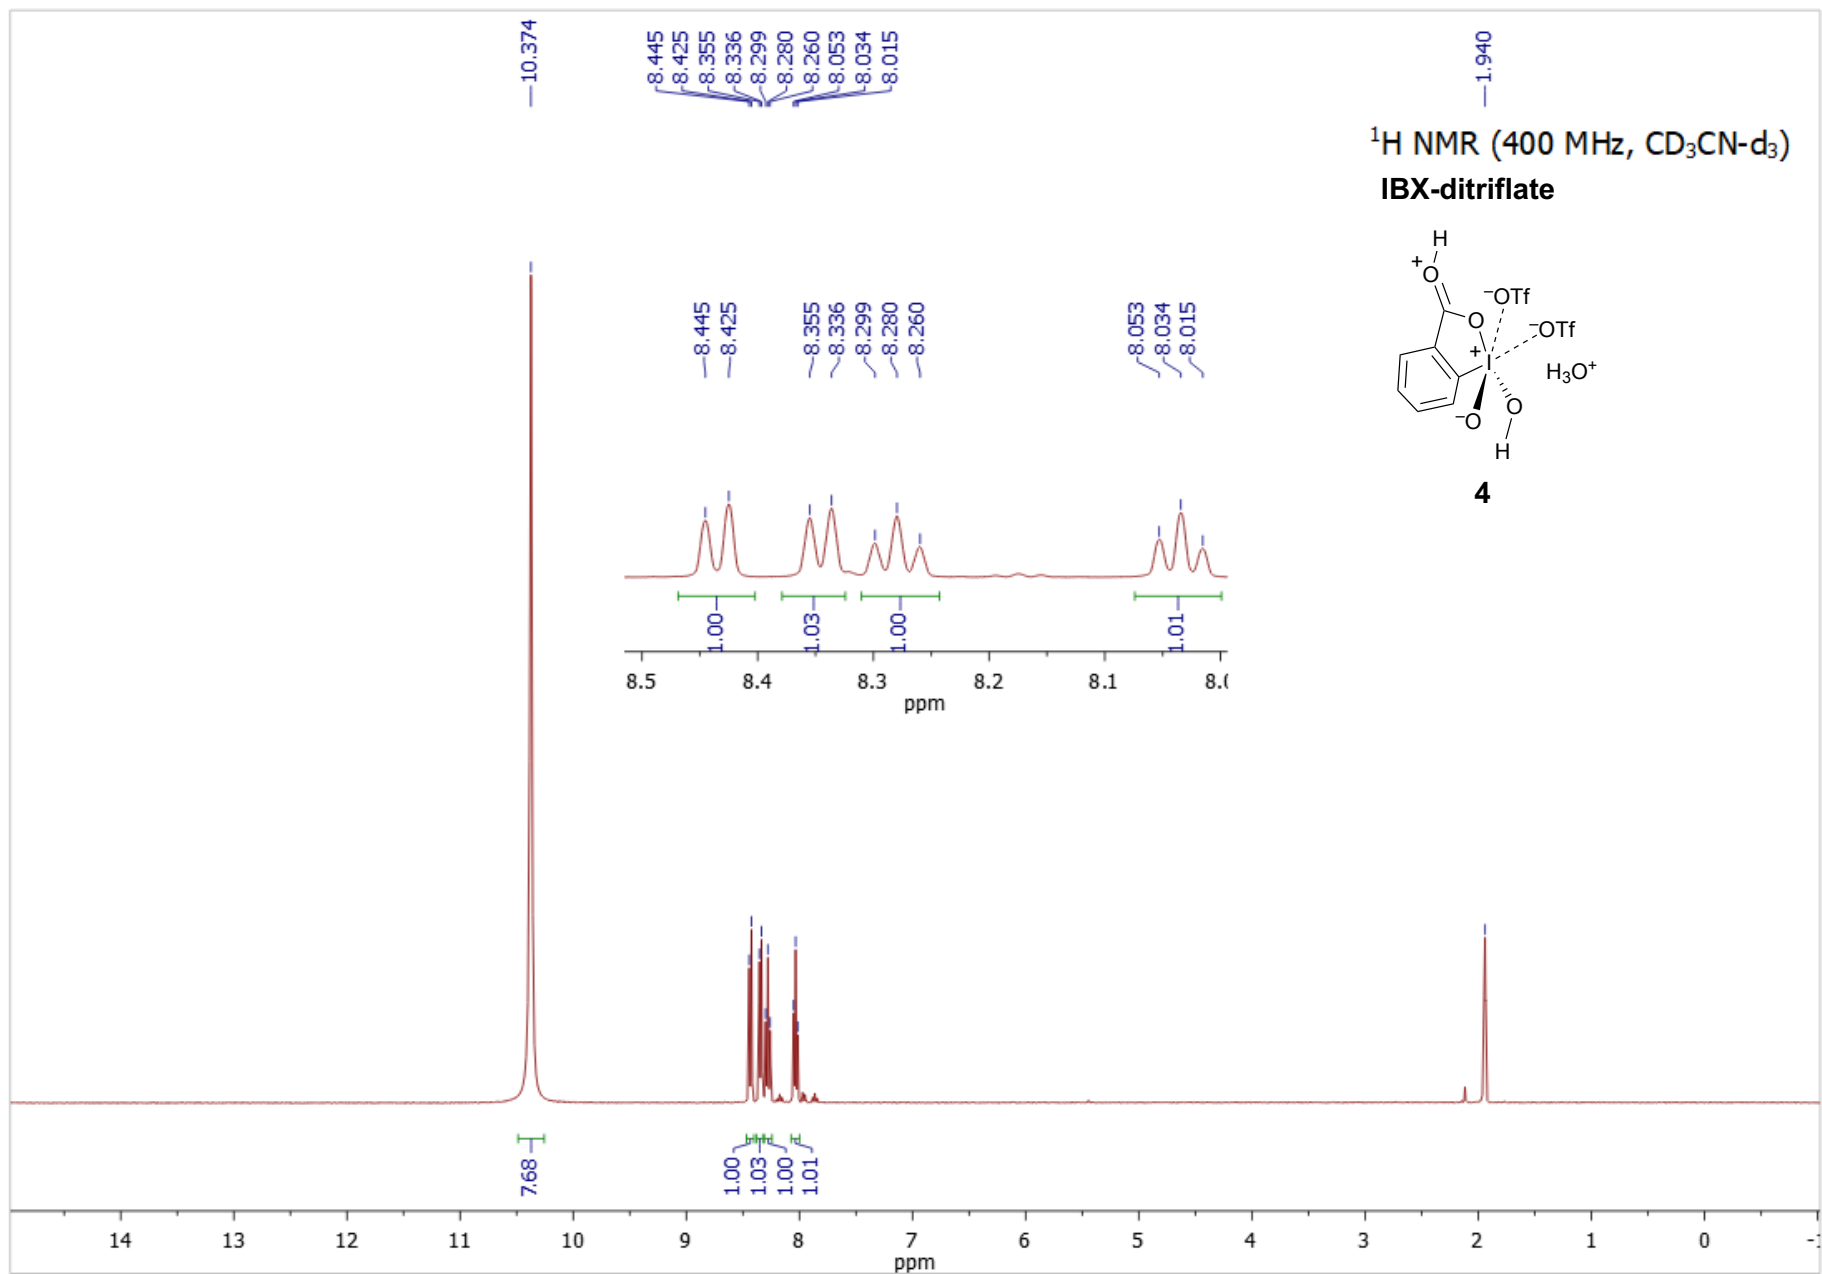 10.374
8.445
8.425
8.355
8.336
8.299
8.280
8.260
8.053
8.034
8.015
1.940
¹H NMR (400 MHz, CD₃CN-d₃)
IBX-ditriflate
H
+
O
O
⁻OTf
⁻OTf
+
I
H₃O⁺
⁻O
O
H
4
8.445
8.425
8.355
8.336
8.299
8.280
8.260
8.053
8.034
8.015
1.00
1.03
1.00
1.01
8.5 8.4 8.3 8.2 8.1
ppm
7.68
1.00
1.03
1.00
1.01
14 13 12 11 10 9 8 7 6 5 4 3 2 1 0
ppm